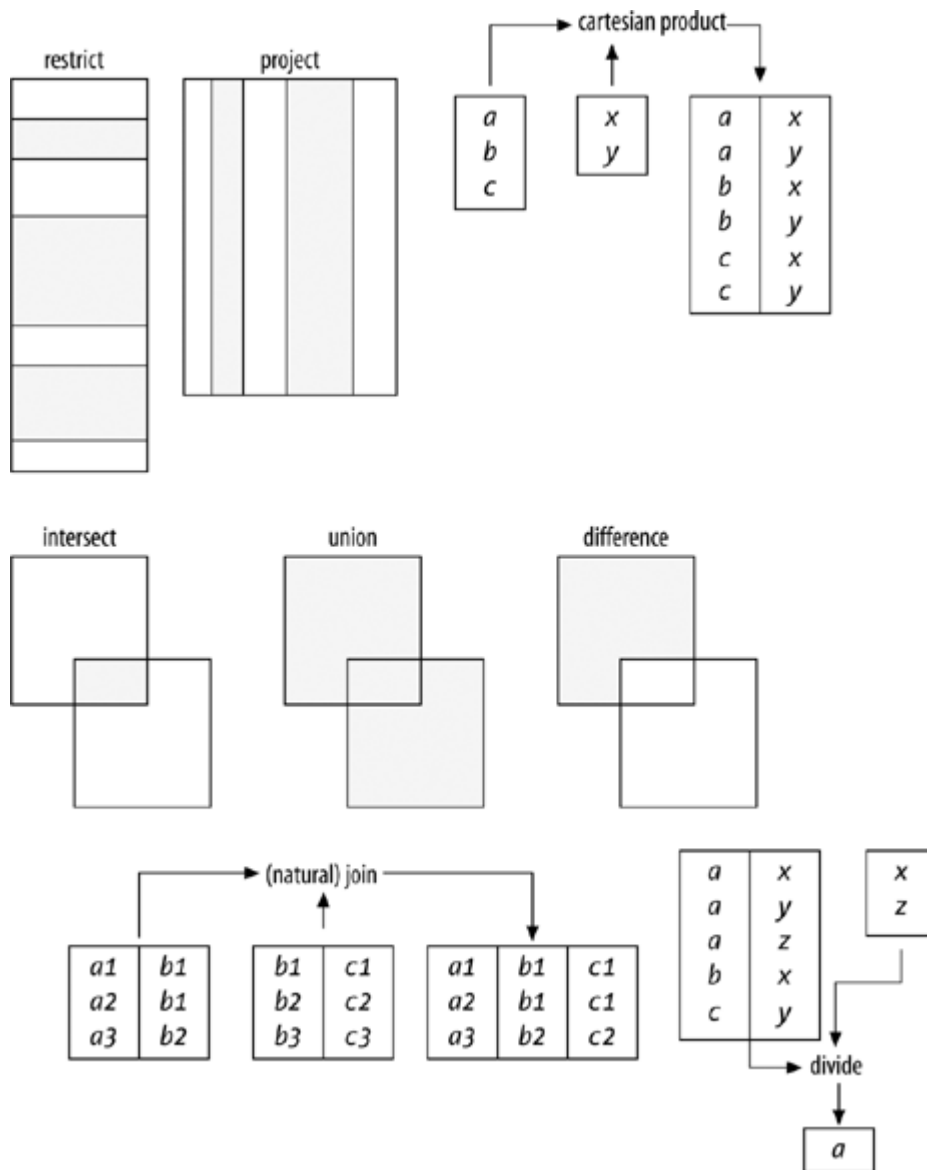 cartesian product
restrict
project
a
b
c
x
y
a x
a y
b x
b y
c x
c y
intersect
union
difference
(natural) join
a1 b1
a2 b1
a3 b2
b1 c1
b2 c2
b3 c3
a1 b1 c1
a2 b1 c1
a3 b2 c2
a x
a y
a z
b x
c y
x
z
divide
a